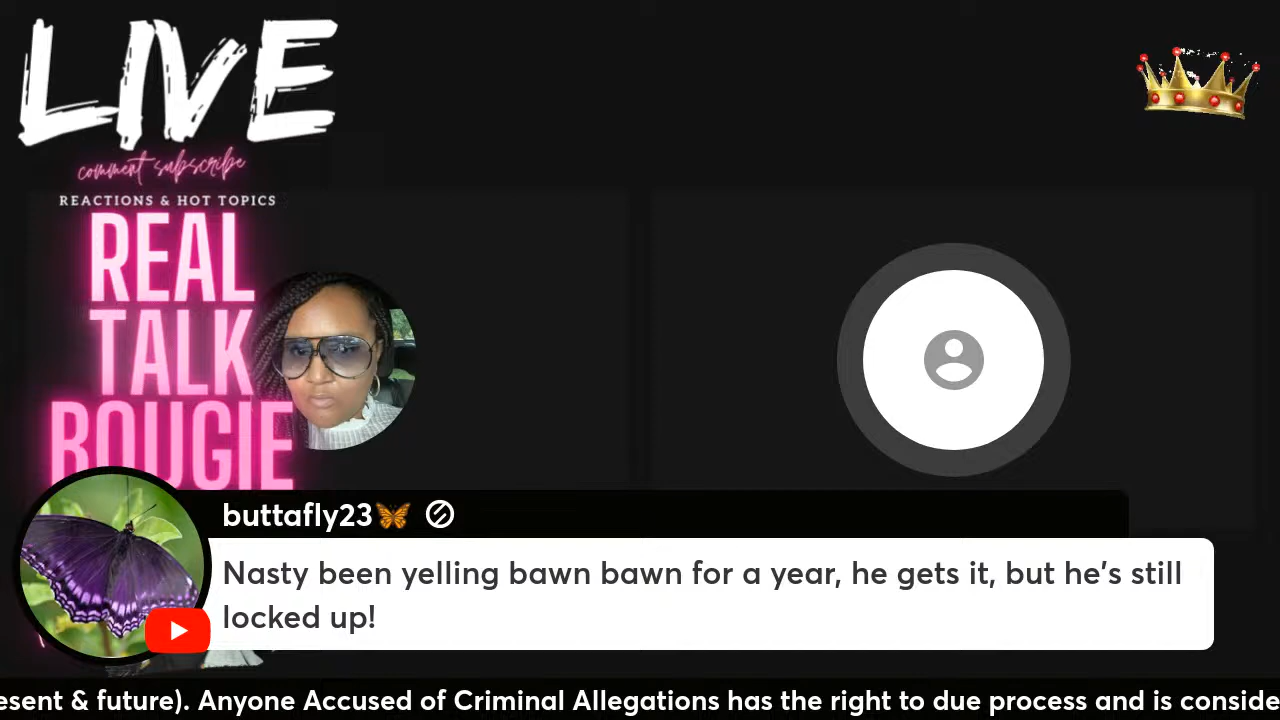 LIVE
comment subscribe
REACTIONS & HOT TOPICS
REAL
TALK
BOUGIE
buttafly23🦋
Nasty been yelling bawn bawn for a year, he gets it, but he's still
locked up!
esent & future). Anyone Accused of Criminal Allegations has the right to due process and is conside